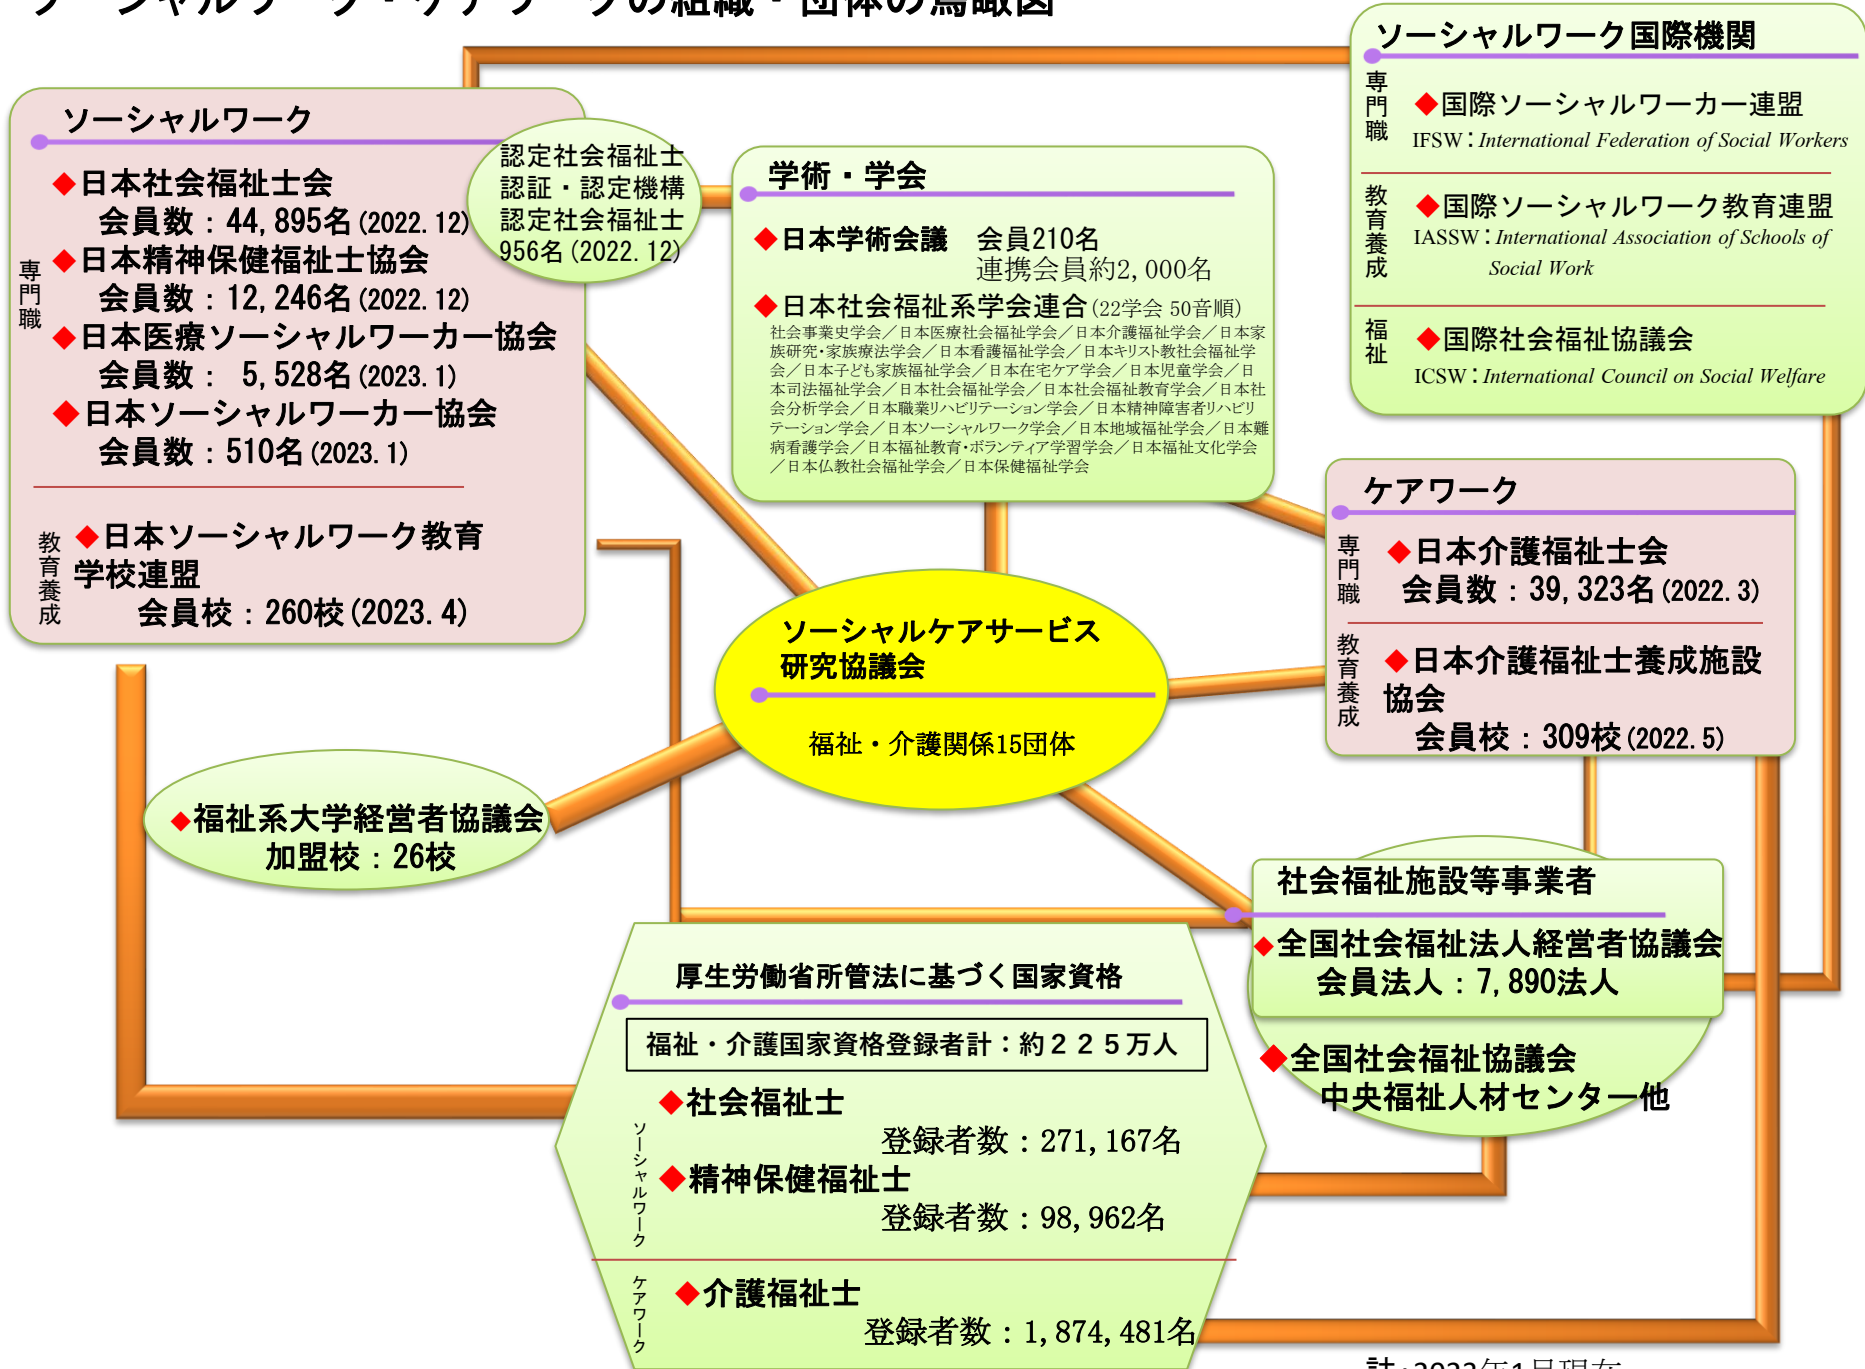 ソーシャルワーク・ケアワークの組織・団体の鳥瞰図
ソーシャルワーク
専門職
◆日本社会福祉士会
会員数：44,895名(2022.12)
◆日本精神保健福祉士協会
会員数：12,246名(2022.12)
◆日本医療ソーシャルワーカー協会
会員数： 5,528名(2023.1)
◆日本ソーシャルワーカー協会
会員数：510名(2023.1)
教育養成
◆日本ソーシャルワーク教育
学校連盟
会員校：260校(2023.4)
認定社会福祉士
認証・認定機構
認定社会福祉士
956名(2022.12)
学術・学会
◆日本学術会議 会員210名
連携会員約2,000名
◆日本社会福祉系学会連合(22学会 50音順)
社会事業史学会／日本医療社会福祉学会／日本介護福祉学会／日本家
族研究・家族療法学会／日本看護福祉学会／日本キリスト教社会福祉学
会／日本子ども家族福祉学会／日本在宅ケア学会／日本児童学会／日
本司法福祉学会／日本社会福祉学会／日本社会福祉教育学会／日本社
会分析学会／日本職業リハビリテーション学会／日本精神障害者リハビリ
テーション学会／日本ソーシャルワーク学会／日本地域福祉学会／日本難
病看護学会／日本福祉教育・ボランティア学習学会／日本福祉文化学会
／日本仏教社会福祉学会／日本保健福祉学会
ソーシャルワーク国際機関
専門職
◆国際ソーシャルワーカー連盟
IFSW：International Federation of Social Workers
教育養成
◆国際ソーシャルワーク教育連盟
IASSW：International Association of Schools of
Social Work
福祉
◆国際社会福祉協議会
ICSW：International Council on Social Welfare
ケアワーク
専門職
◆日本介護福祉士会
会員数：39,323名(2022.3)
教育養成
◆日本介護福祉士養成施設
協会
会員校：309校(2022.5)
ソーシャルケアサービス
研究協議会
福祉・介護関係15団体
◆福祉系大学経営者協議会
加盟校：26校
社会福祉施設等事業者
◆全国社会福祉法人経営者協議会
会員法人：7,890法人
◆全国社会福祉協議会
中央福祉人材センター他
厚生労働省所管法に基づく国家資格
福祉・介護国家資格登録者計：約２２５万人
ソーシャルワーク
◆社会福祉士
登録者数：271,167名
◆精神保健福祉士
登録者数：98,962名
ケアワーク
◆介護福祉士
登録者数：1,874,481名
註：2023年1月現在